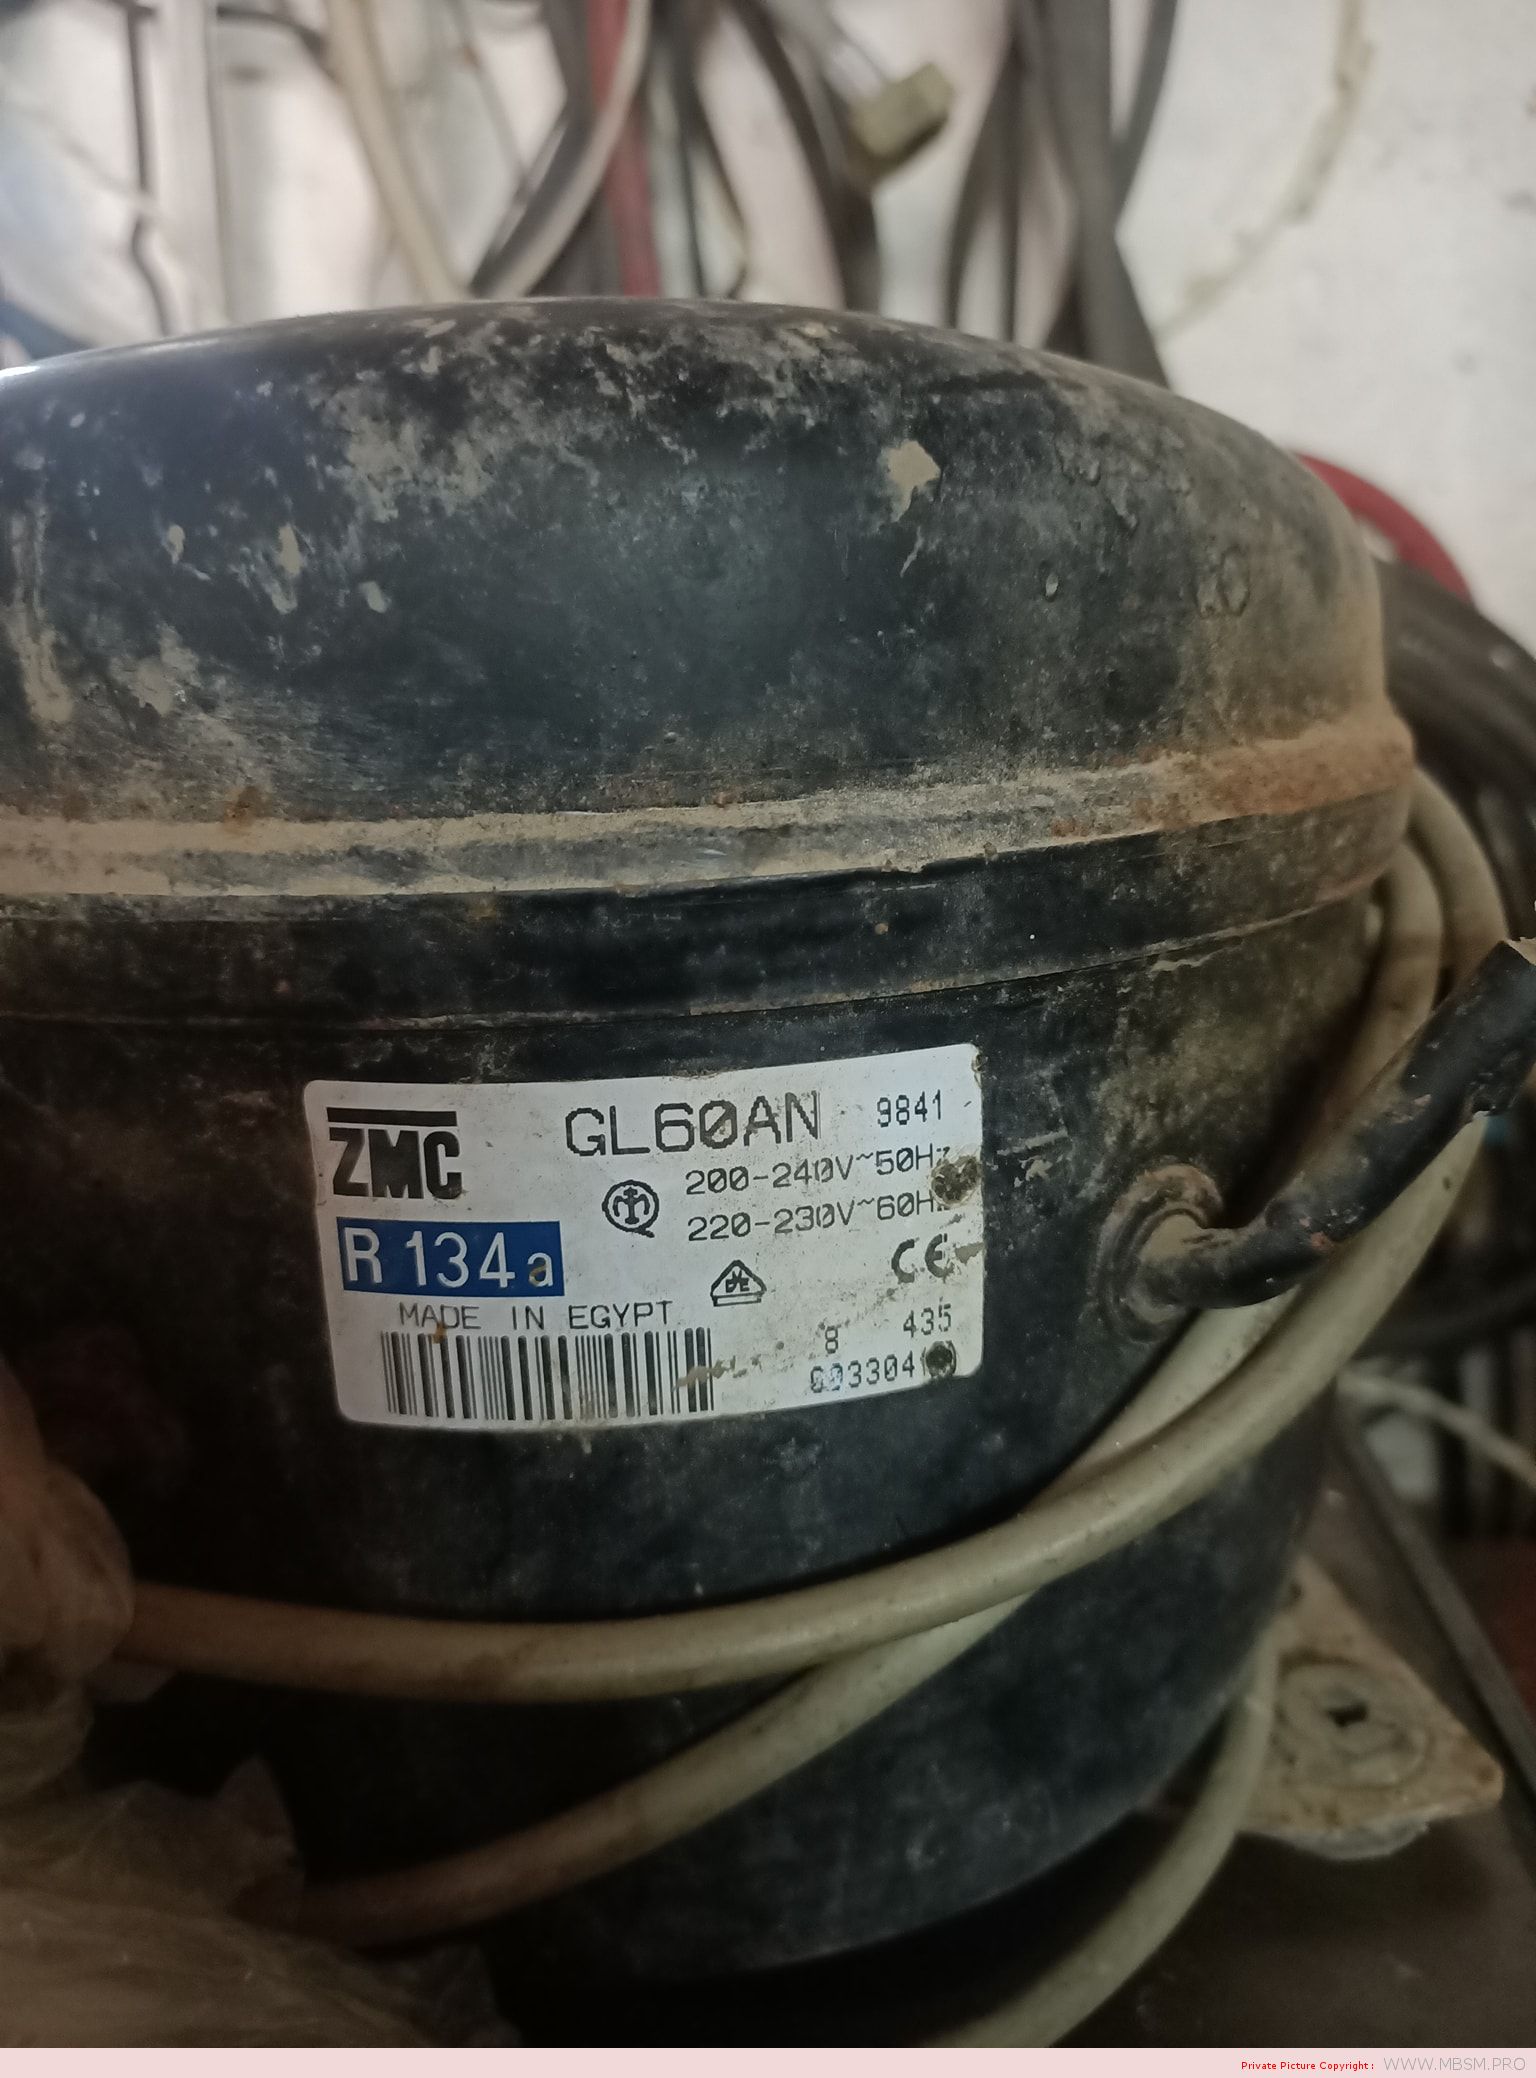 ZMC
GL60AN 9841
200-240V~50Hz
220-230V~60Hz
R 134a
CE
VDE
MADE IN EGYPT
8 435
Private Picture Copyright : WWW.MBSM.PRO